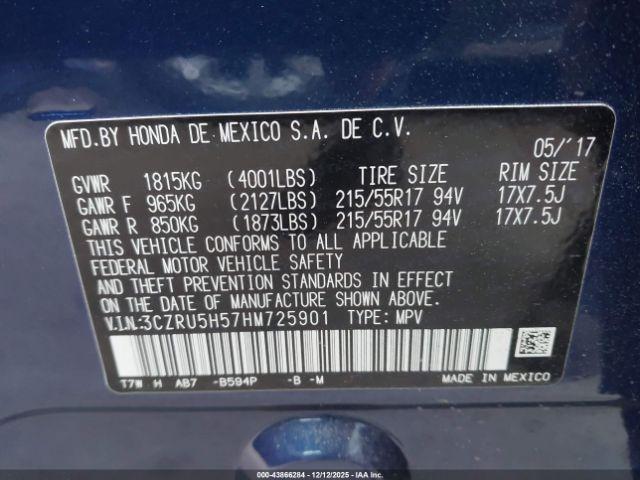 MFD.BY HONDA DE MEXICO S.A. DE C.V.
05/'17
GVWR 1815KG (4001LBS) TIRE SIZE RIM SIZE
GAWR F 965KG (2127LBS) 215/55R17 94V 17X7.5J
GAWR R 850KG (1873LBS) 215/55R17 94V 17X7.5J
THIS VEHICLE CONFORMS TO ALL APPLICABLE
FEDERAL MOTOR VEHICLE SAFETY
AND THEFT PREVENTION STANDARDS IN EFFECT
ON THE DATE OF MANUFACTURE SHOWN ABOVE.
V.I.N.:3CZRU5H57HM725901 TYPE: MPV
T7W H AB7 -B594P -B -M MADE IN MEXICO
000-43866284 - 12/12/2025 - IAA, Inc.